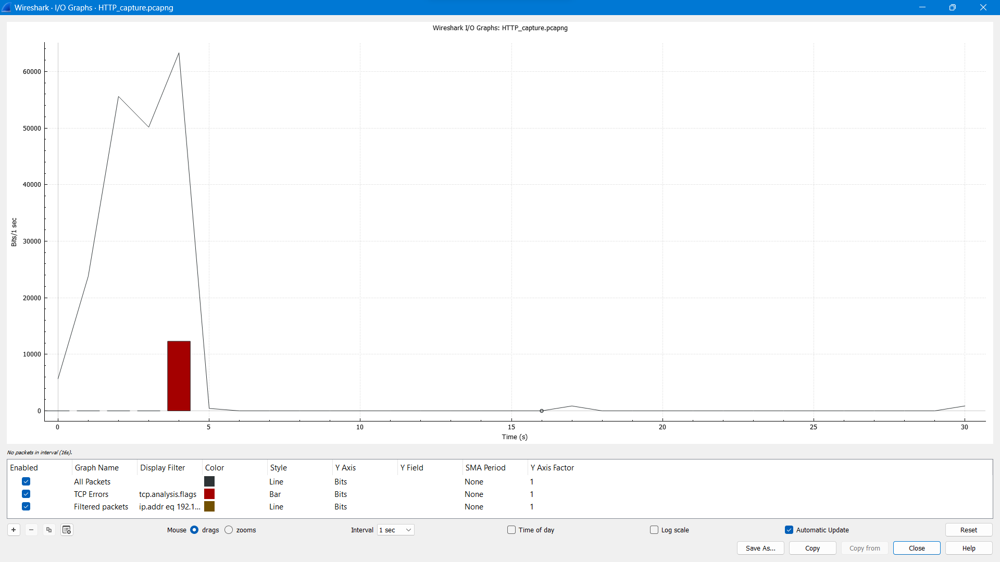 Wireshark · I/O Graphs · HTTP_capture.pcapng
Wireshark I/O Graphs: HTTP_capture.pcapng
60000
50000
40000
30000
20000
10000
0
Bits/1 sec
0 5 10 15 20 25 30
Time (s)
No packets in interval (16s).
Enabled Graph Name Display Filter Color Style Y Axis Y Field SMA Period Y Axis Factor
All Packets Line Bits None 1
TCP Errors tcp.analysis.flags Bar Bits None 1
Filtered packets ip.addr eq 192.1... Line Bits None 1
+ − Mouse drags zooms Interval 1 sec Time of day Log scale Automatic Update Reset
Save As... Copy Copy from Close Help